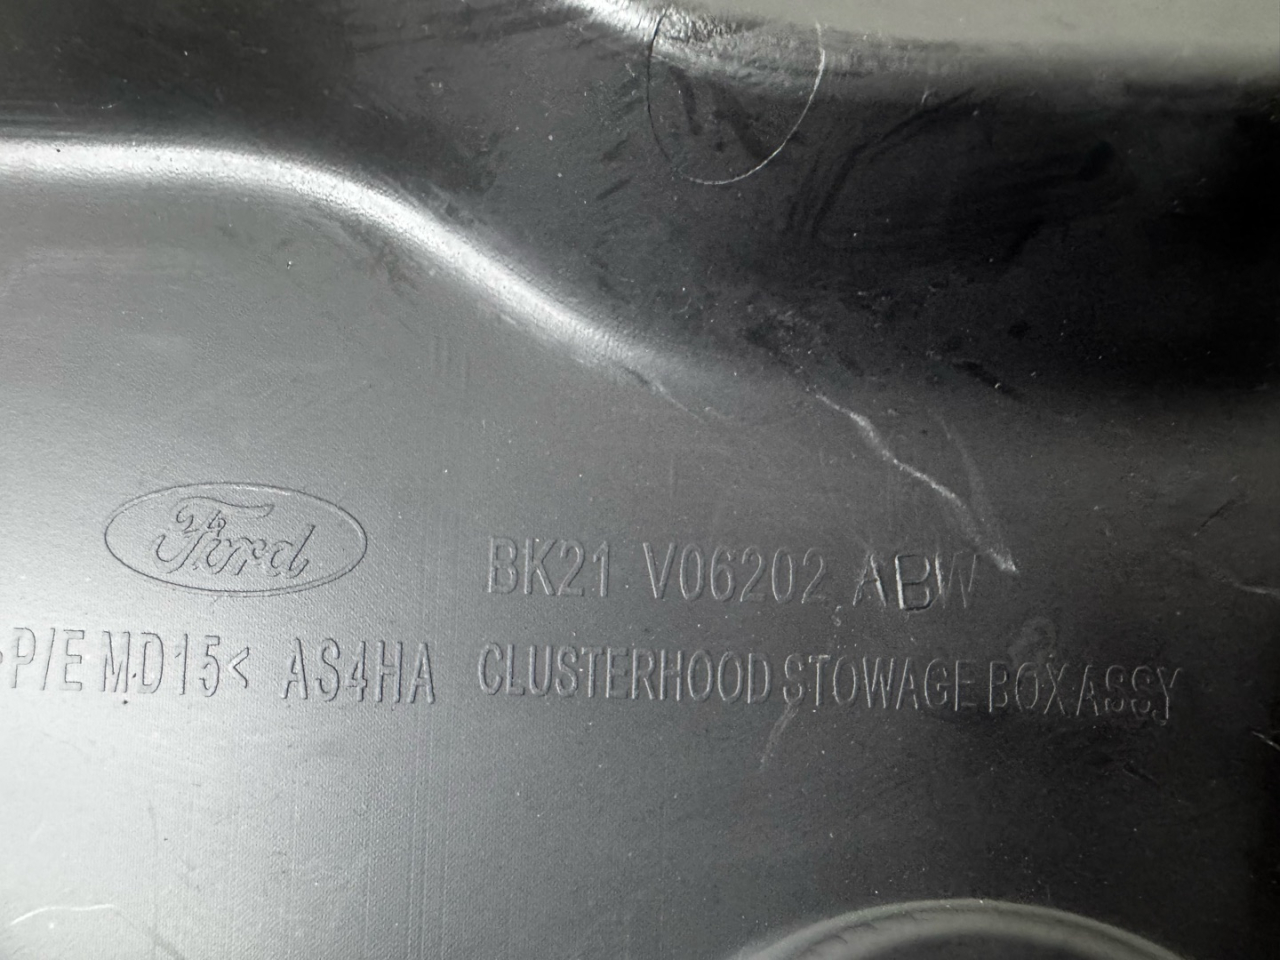 Ford BK21 V06202 ABW
P/E MD15< AS4HA CLUSTERHOOD STOWAGE BOX ASSY